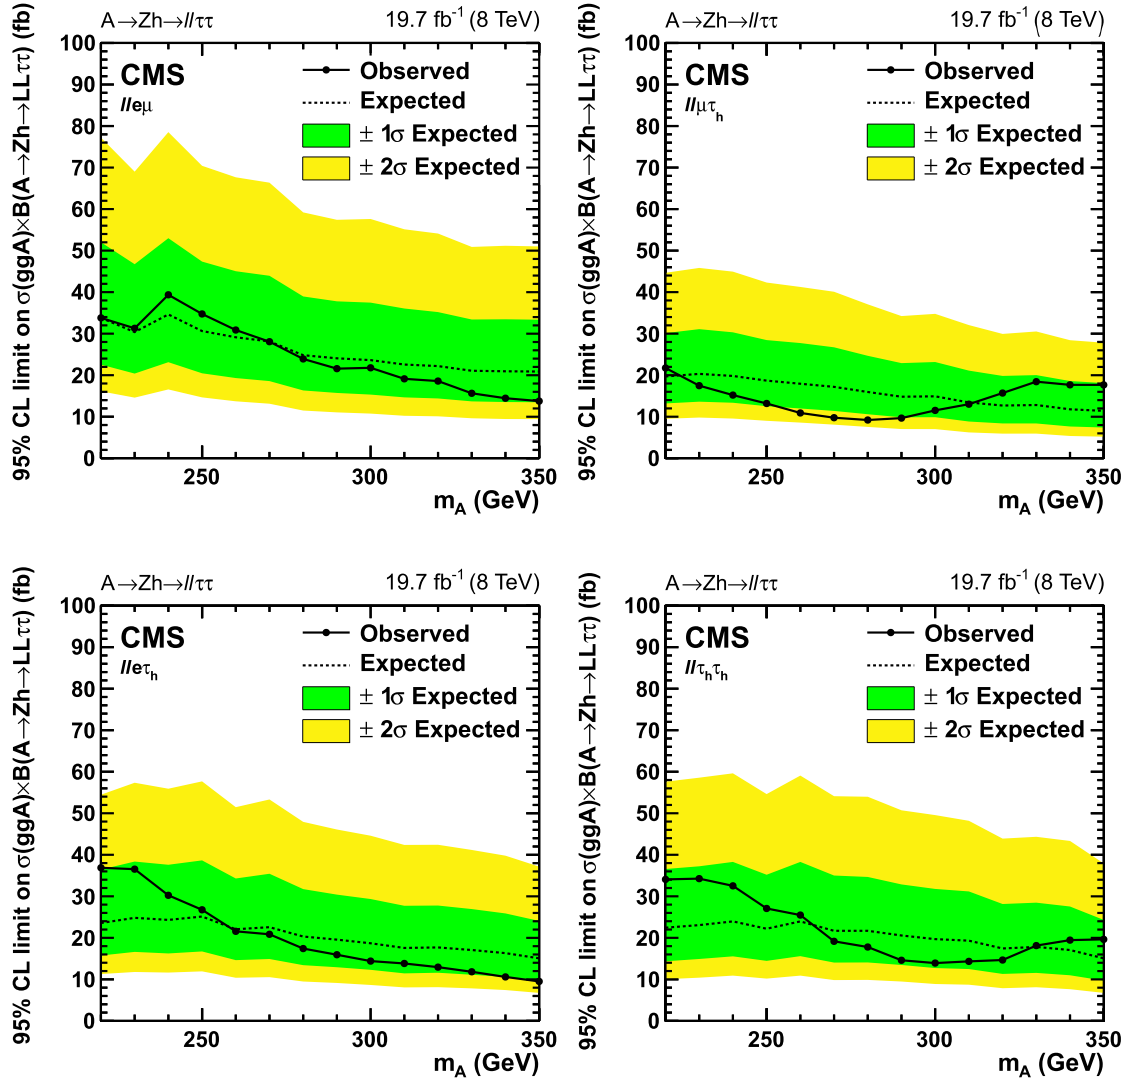 A→Zh→llττ 19.7 fb⁻¹ (8 TeV)
95% CL limit on σ(ggA)×B(A→Zh→LLττ) (fb)
100
90
80
70
60
50
40
30
20
10
0
CMS
lleμ
Observed
Expected
± 1σ Expected
± 2σ Expected
250 300 350
m_A (GeV)
A→Zh→llττ 19.7 fb⁻¹ (8 TeV)
95% CL limit on σ(ggA)×B(A→Zh→LLττ) (fb)
100
90
80
70
60
50
40
30
20
10
0
CMS
llμτ_h
Observed
Expected
± 1σ Expected
± 2σ Expected
250 300 350
m_A (GeV)
A→Zh→llττ 19.7 fb⁻¹ (8 TeV)
95% CL limit on σ(ggA)×B(A→Zh→LLττ) (fb)
100
90
80
70
60
50
40
30
20
10
0
CMS
lleτ_h
Observed
Expected
± 1σ Expected
± 2σ Expected
250 300 350
m_A (GeV)
A→Zh→llττ 19.7 fb⁻¹ (8 TeV)
95% CL limit on σ(ggA)×B(A→Zh→LLττ) (fb)
100
90
80
70
60
50
40
30
20
10
0
CMS
llτ_hτ_h
Observed
Expected
± 1σ Expected
± 2σ Expected
250 300 350
m_A (GeV)